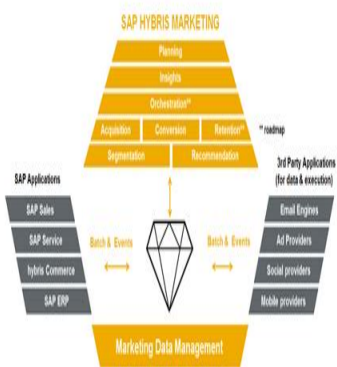 SAP HYBRIS MARKETING
Planning
Insights
Orchestration**
Acquisition Conversion Retention** ** roadmap
Segmentation Recommendation
SAP Applications
3rd Party Applications
(for data & execution)
SAP Sales
SAP Service
hybris Commerce
SAP ERP
Batch & Events
Batch & Events
Email Engines
Ad Providers
Social providers
Mobile providers
Marketing Data Management